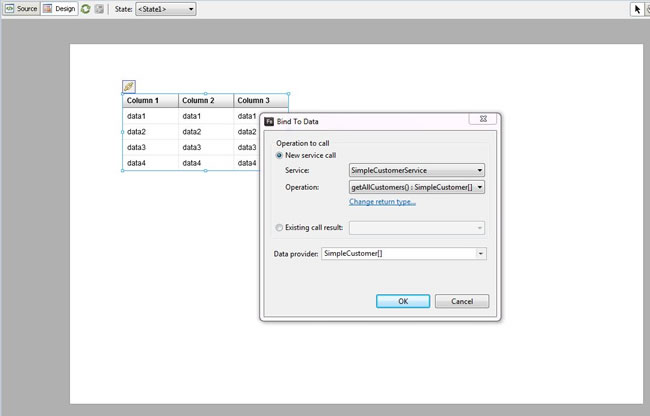 Source Design State: <State1>
Column 1 Column 2 Column 3
data1 data1 data1
data2 data2 data2
data3 data3 data3
data4 data4 data4
Fb Bind To Data
Operation to call
New service call
Service: SimpleCustomerService
Operation: getAllCustomers() : SimpleCustomer[]
Change return type...
Existing call result:
Data provider: SimpleCustomer[]
OK Cancel